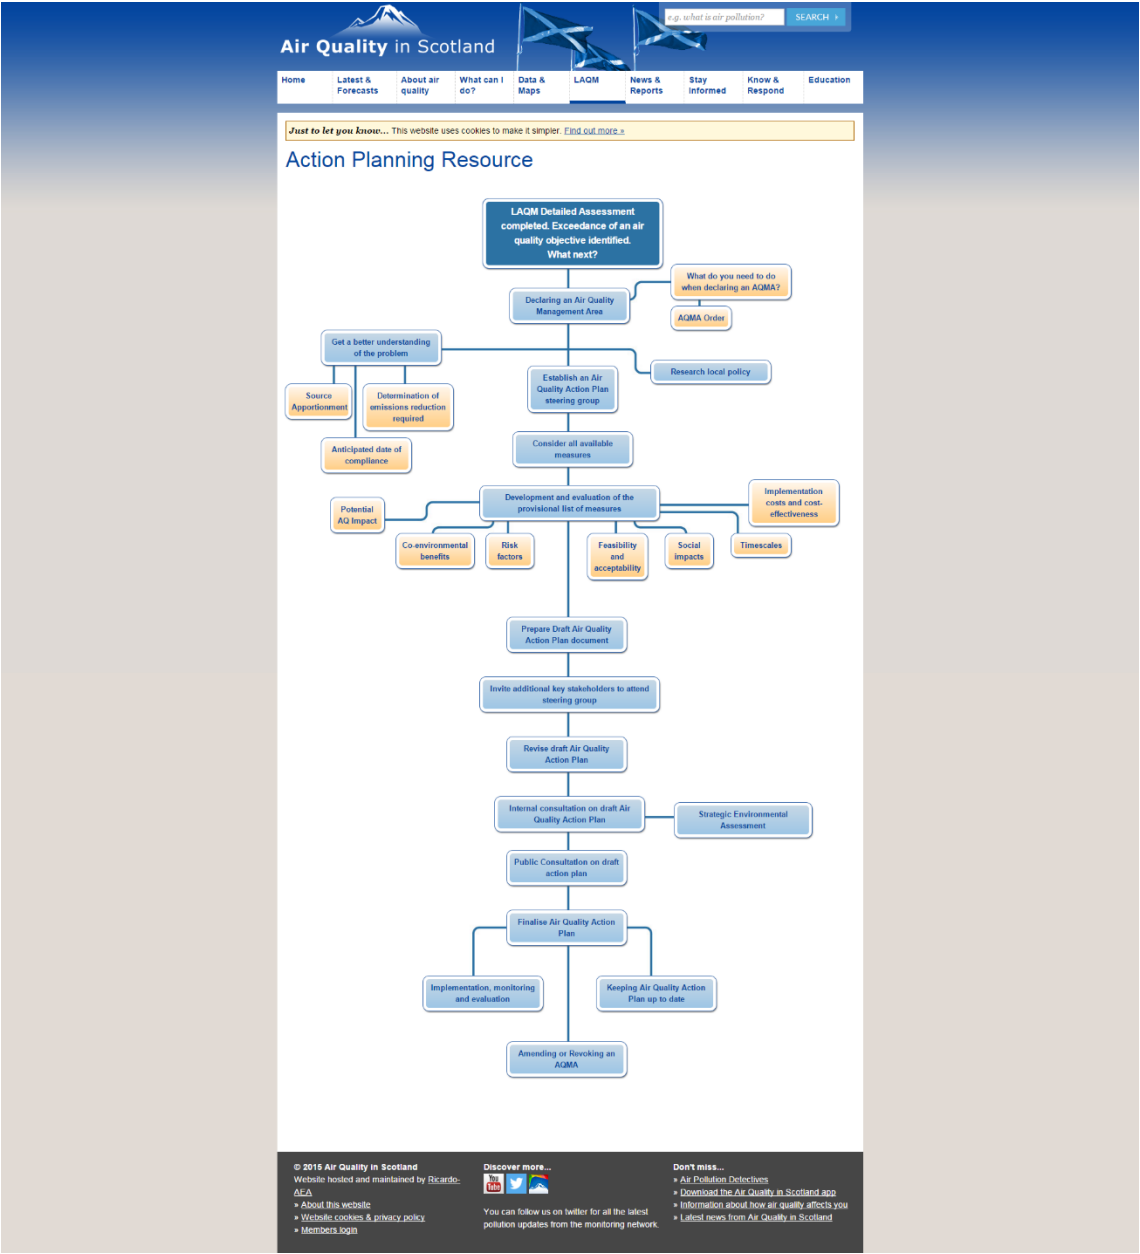 e.g. what is air pollution?
SEARCH
Air Quality in Scotland
Home
Latest &
Forecasts
About air
quality
What can I
do?
Data &
Maps
LAQM
News &
Reports
Stay
Informed
Know &
Respond
Education
Just to let you know... This website uses cookies to make it simpler. Find out more »
Action Planning Resource
LAQM Detailed Assessment
completed. Exceedance of an air
quality objective identified.
What next?
What do you need to do
when declaring an AQMA?
Declaring an Air Quality
Management Area
AQMA Order
Get a better understanding
of the problem
Research local policy
Establish an Air
Quality Action Plan
steering group
Source
Apportionment
Determination of
emissions reduction
required
Anticipated date of
compliance
Consider all available
measures
Development and evaluation of the
provisional list of measures
Implementation
costs and cost-
effectiveness
Potential
AQ Impact
Co-environmental
benefits
Risk
factors
Feasibility
and
acceptability
Social
impacts
Timescales
Prepare Draft Air Quality
Action Plan document
Invite additional key stakeholders to attend
steering group
Revise draft Air Quality
Action Plan
Internal consultation on draft Air
Quality Action Plan
Strategic Environmental
Assessment
Public Consultation on draft
action plan
Finalise Air Quality Action
Plan
Implementation, monitoring
and evaluation
Keeping Air Quality Action
Plan up to date
Amending or Revoking an
AQMA
© 2015 Air Quality in Scotland
Website hosted and maintained by Ricardo-
AEA
» About this website
» Website cookies & privacy policy
» Members login
Discover more...
You
Tube
You can follow us on twitter for all the latest
pollution updates from the monitoring network.
Don't miss...
» Air Pollution Detectives
» Download the Air Quality in Scotland app
» Information about how air quality affects you
» Latest news from Air Quality in Scotland